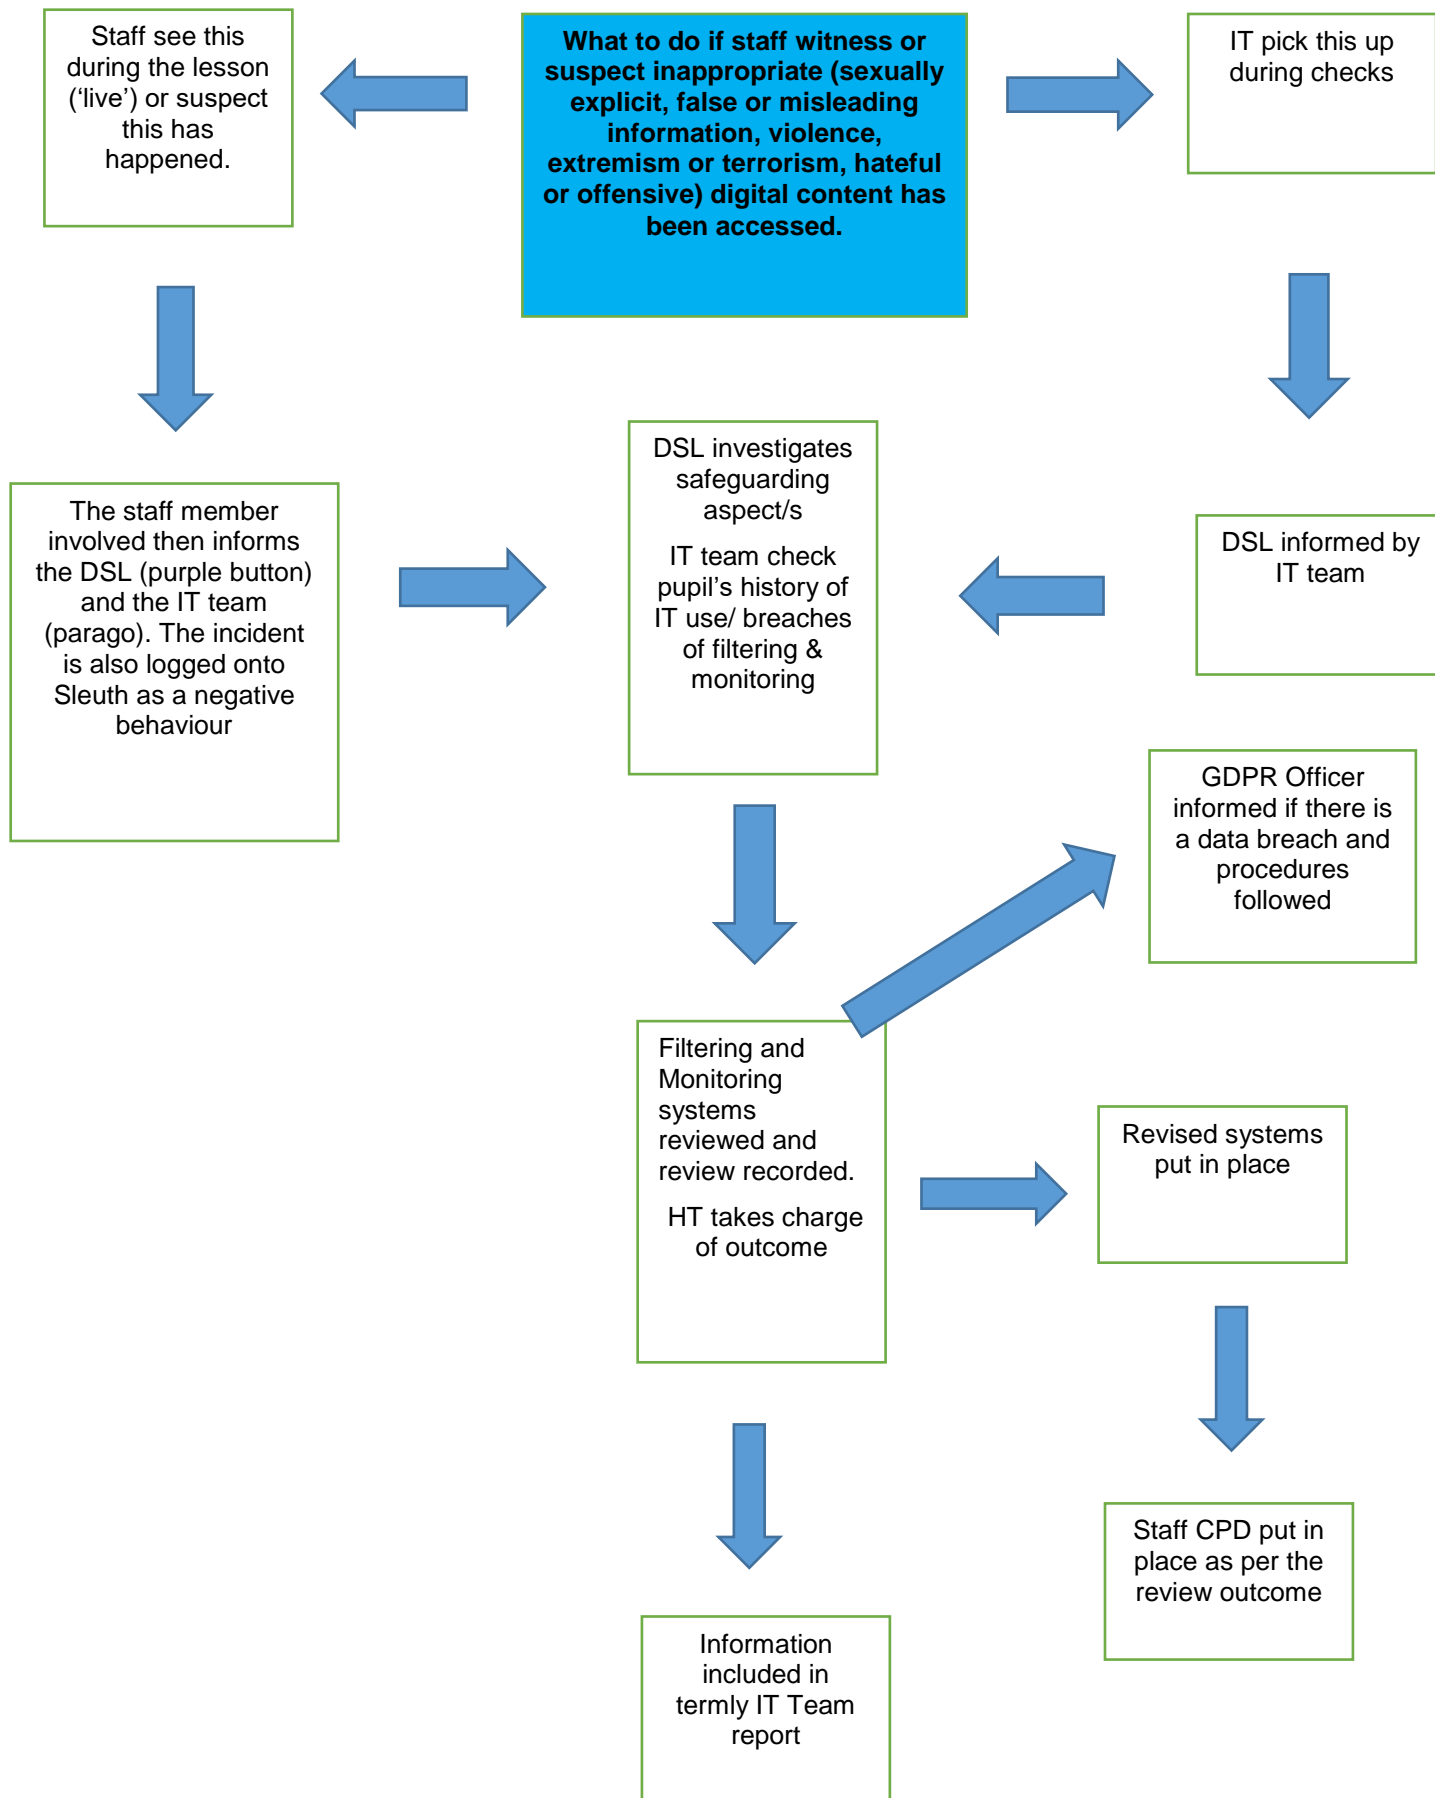 Staff see this
during the lesson
(‘live’) or suspect
this has
happened.
What to do if staff witness or
suspect inappropriate (sexually
explicit, false or misleading
information, violence,
extremism or terrorism, hateful
or offensive) digital content has
been accessed.
IT pick this up
during checks
The staff member
involved then informs
the DSL (purple button)
and the IT team
(parago). The incident
is also logged onto
Sleuth as a negative
behaviour
DSL investigates
safeguarding
aspect/s
IT team check
pupil’s history of
IT use/ breaches
of filtering &
monitoring
DSL informed by
IT team
GDPR Officer
informed if there is
a data breach and
procedures
followed
Filtering and
Monitoring
systems
reviewed and
review recorded.
HT takes charge
of outcome
Revised systems
put in place
Staff CPD put in
place as per the
review outcome
Information
included in
termly IT Team
report